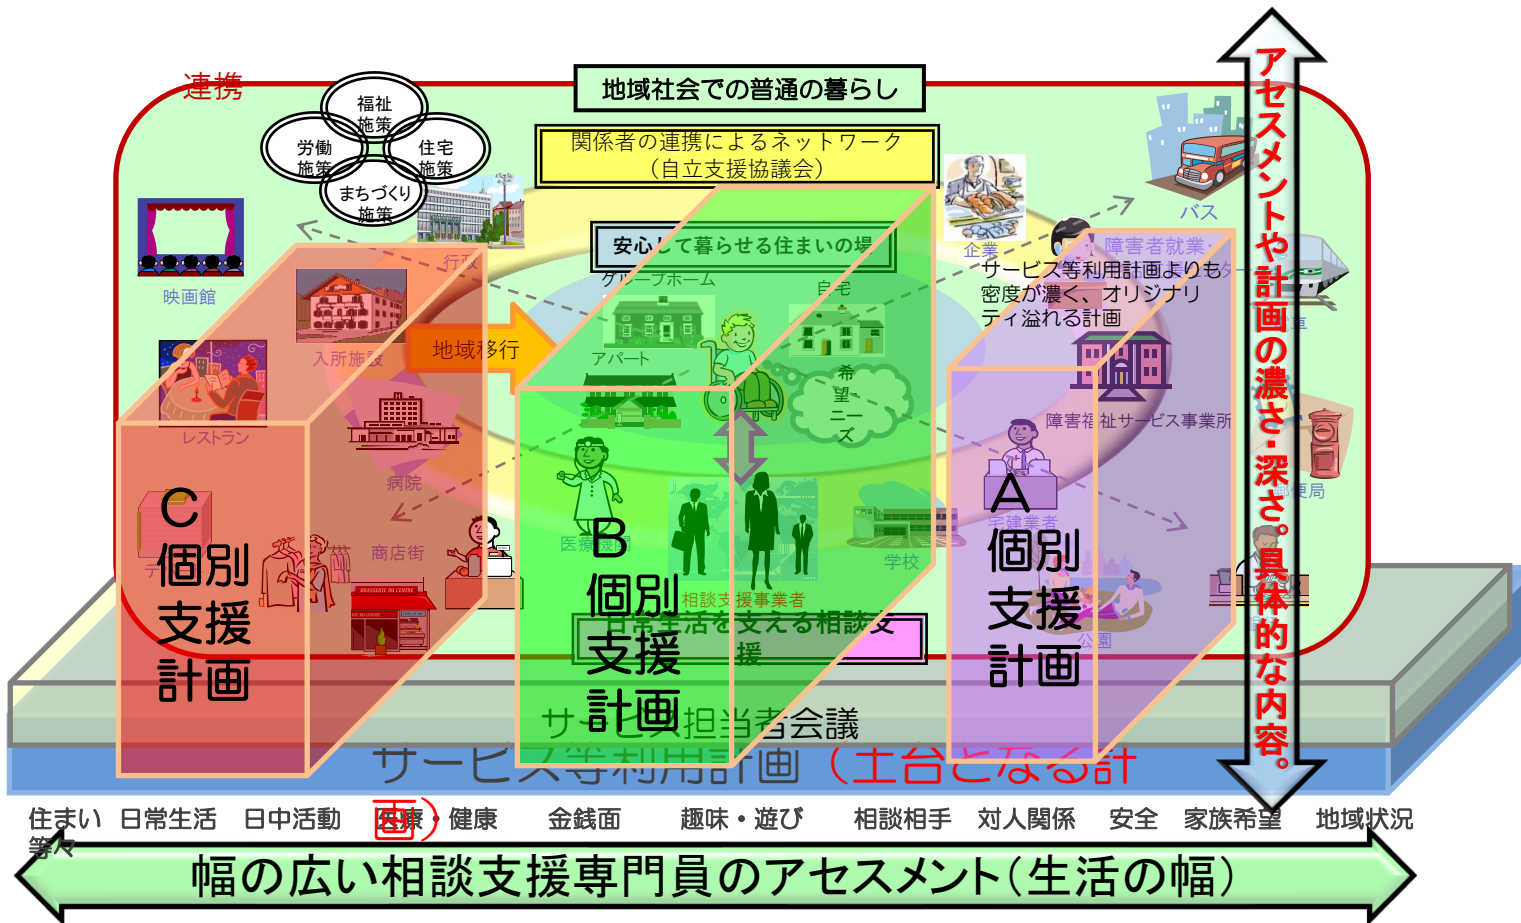 連携
福祉
施策
労働
施策
住宅
施策
まちづくり
施策
地域社会での普通の暮らし
関係者の連携によるネットワーク
（自立支援協議会）
安心して暮らせる住まいの場
行政
映画館
入所施設
地域移行
グループホーム
自宅
アパート
希
望・
ニー
ズ
企業
バス
障害者就業・
サービス等利用計画よりも
密度が濃く、オリジナリ
ティ溢れる計画
障害福祉サービス事業所
レストラン
病院
商店街
医療機関
相談支援事業者
学校
宅建業者
郵便局
公園
日常生活を支える相談支
援
C
個別
支援
計画
B
個別
支援
計画
A
個別
支援
計画
アセスメントや計画の濃さ・深さ。具体的な内容。
サービス担当者会議
サービス等利用計画（土台となる計
画）
住まい 日常生活 日中活動 医療・健康 金銭面 趣味・遊び 相談相手 対人関係 安全 家族希望 地域状況
等々
幅の広い相談支援専門員のアセスメント（生活の幅）